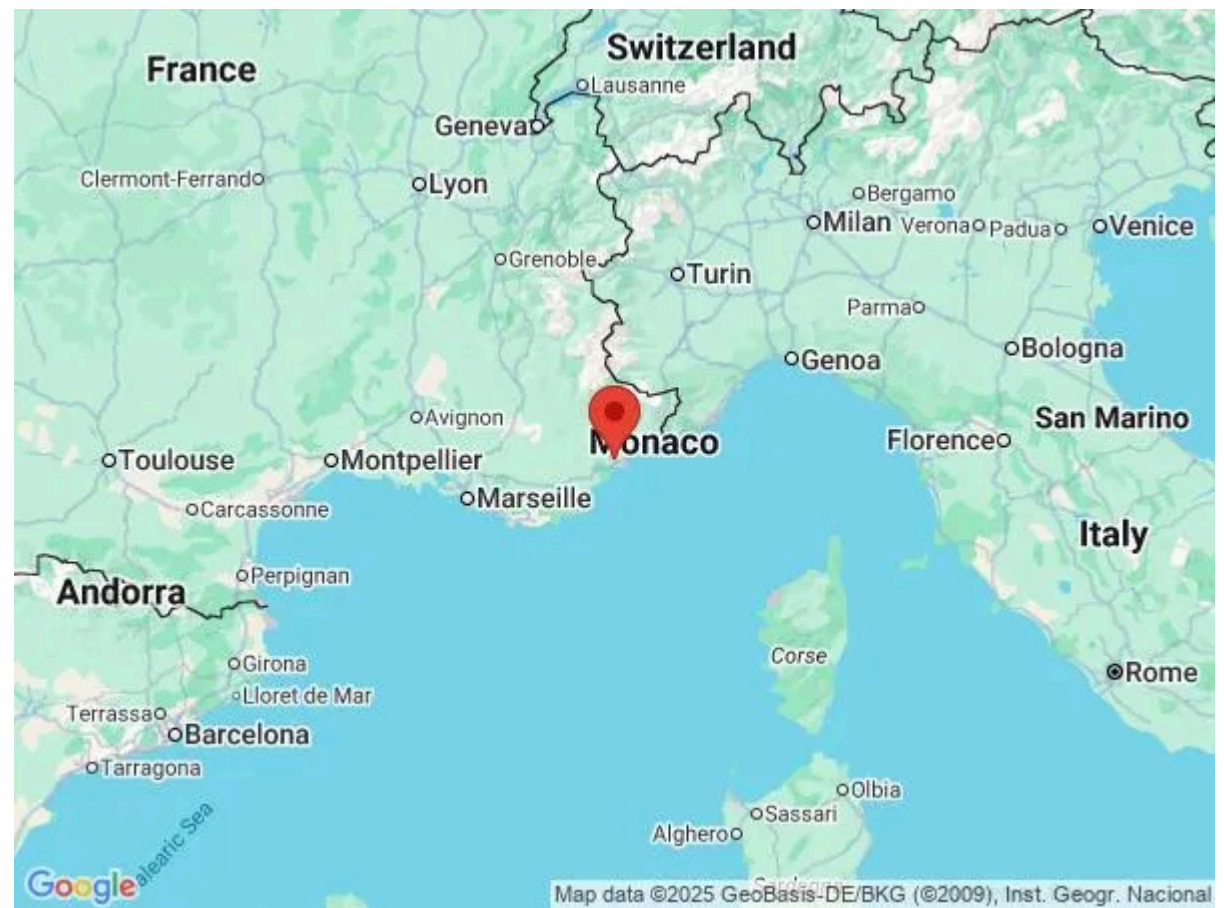 Switzerland
France
Lausanne
Geneva
Clermont-Ferrand
Lyon
Bergamo
Milan
Verona
Padua
Venice
Grenoble
Turin
Parma
Bologna
Genoa
Avignon
San Marino
Monaco
Florence
Toulouse
Montpellier
Marseille
Carcassonne
Italy
Perpignan
Andorra
Corse
Girona
Rome
Lloret de Mar
Terrassa
Barcelona
Tarragona
Olbia
Sassari
Alghero
alearic Sea
Google
Map data ©2025 GeoBasis-DE/BKG (©2009), Inst. Geogr. Nacional